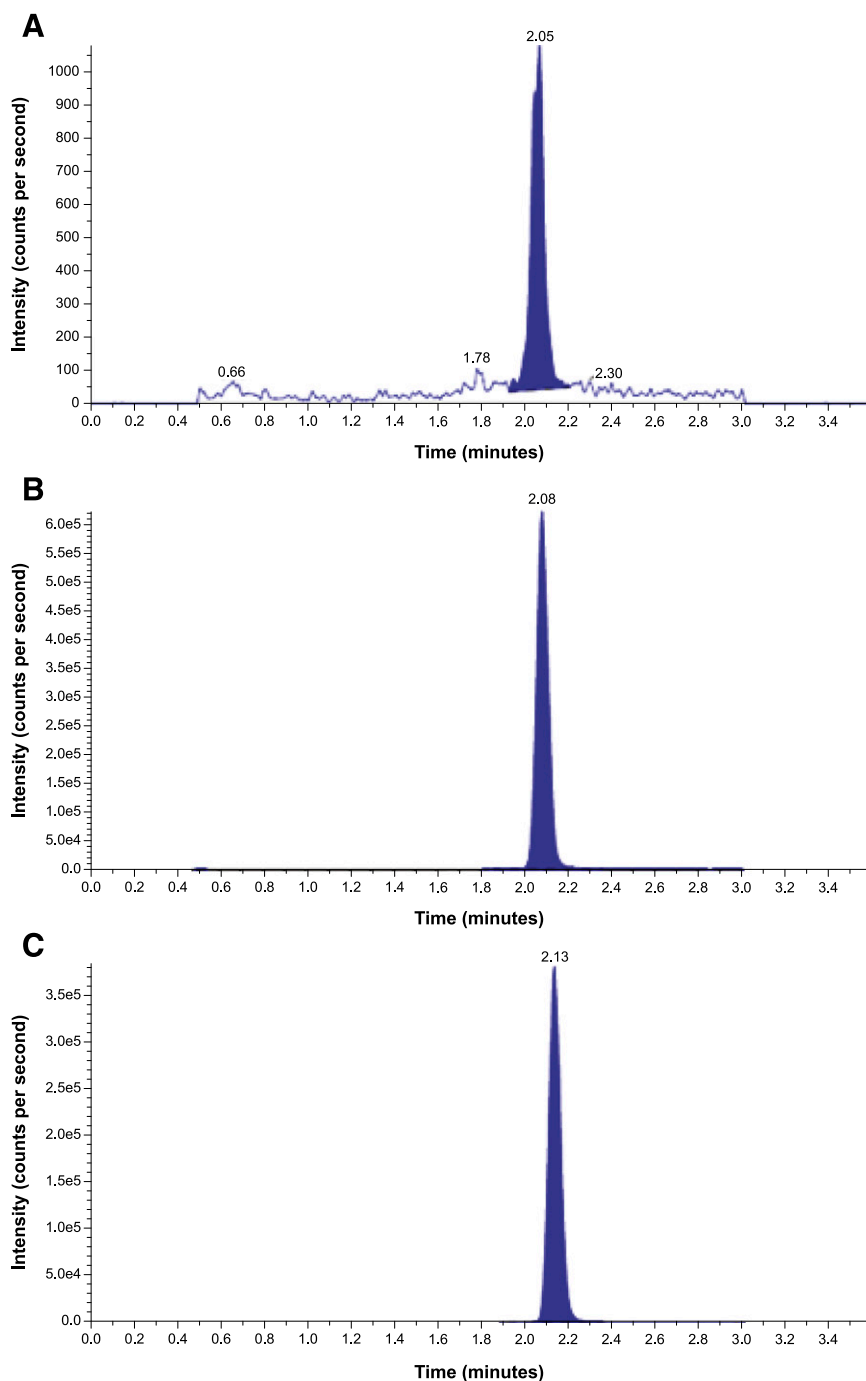 A
2.05
1000
900
800
700
600
500
400
300
200
100
0
0.66
1.78
2.30
0.0 0.2 0.4 0.6 0.8 1.0 1.2 1.4 1.6 1.8 2.0 2.2 2.4 2.6 2.8 3.0 3.2 3.4
Intensity (counts per second)
Time (minutes)
B
2.08
6.0e5
5.5e5
5.0e5
4.5e5
4.0e5
3.5e5
3.0e5
2.5e5
2.0e5
1.5e5
1.0e5
5.0e4
0.0
0.0 0.2 0.4 0.6 0.8 1.0 1.2 1.4 1.6 1.8 2.0 2.2 2.4 2.6 2.8 3.0 3.2 3.4
Intensity (counts per second)
Time (minutes)
C
2.13
3.5e5
3.0e5
2.5e5
2.0e5
1.5e5
1.0e5
5.0e4
0.0
0.0 0.2 0.4 0.6 0.8 1.0 1.2 1.4 1.6 1.8 2.0 2.2 2.4 2.6 2.8 3.0 3.2 3.4
Intensity (counts per second)
Time (minutes)